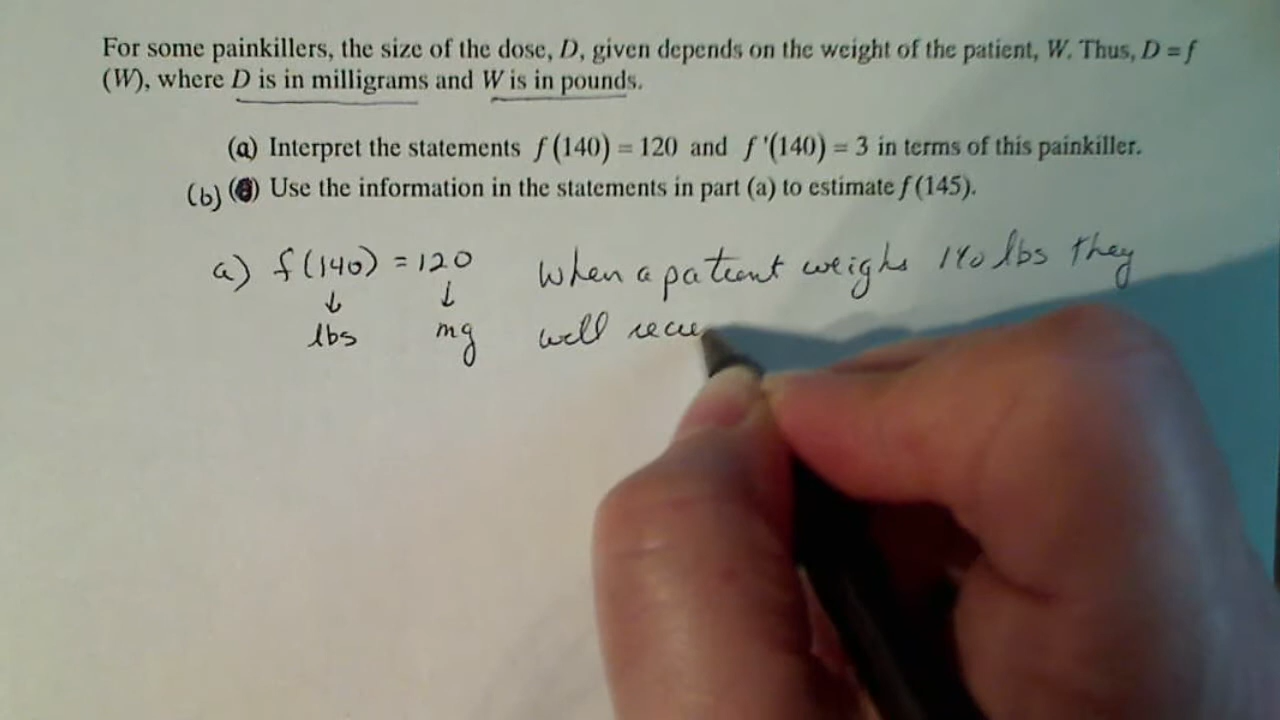 For some painkillers, the size of the dose, D, given depends on the weight of the patient, W. Thus, D = f
(W), where D is in milligrams and W is in pounds.
(a) Interpret the statements f (140) = 120 and f '(140) = 3 in terms of this painkiller.
(b) Use the information in the statements in part (a) to estimate f (145).
a) f(140) = 120 When a patient weighs 140 lbs they
↓ ↓
lbs mg will recie